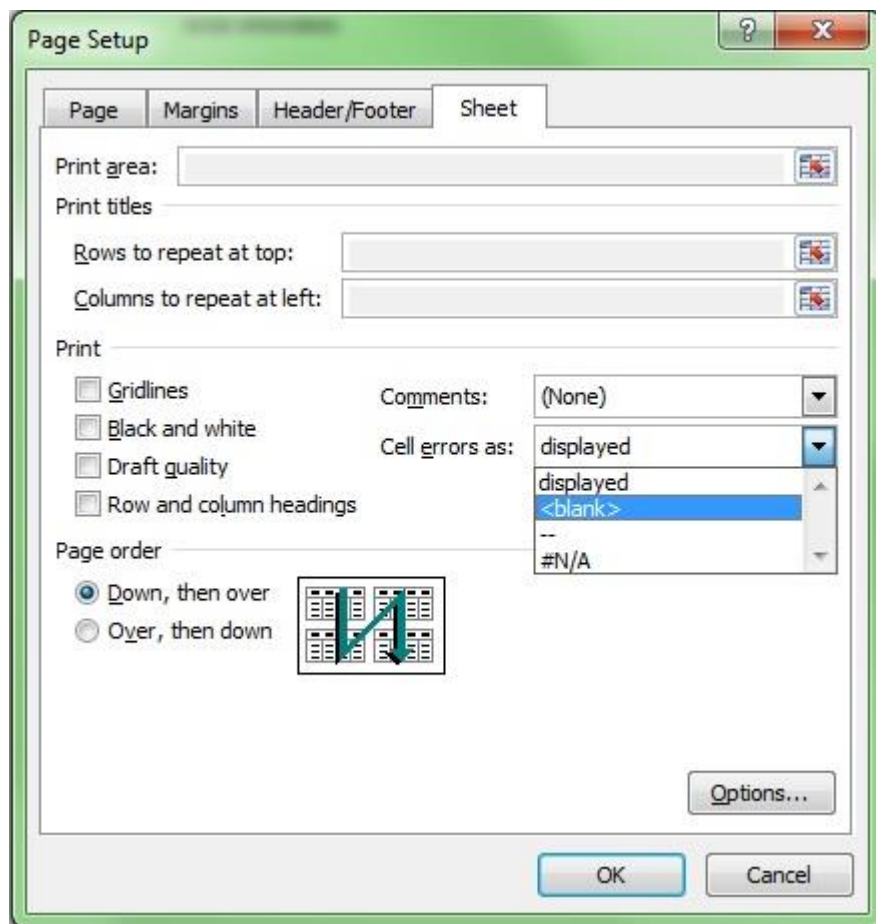 Page Setup
Page Margins Header/Footer Sheet
Print area:
Print titles
Rows to repeat at top:
Columns to repeat at left:
Print
Gridlines
Comments: (None)
Black and white
Cell errors as: displayed
Draft quality
displayed
Row and column headings
<blank>
--
#N/A
Page order
Down, then over
Over, then down
Options...
OK Cancel